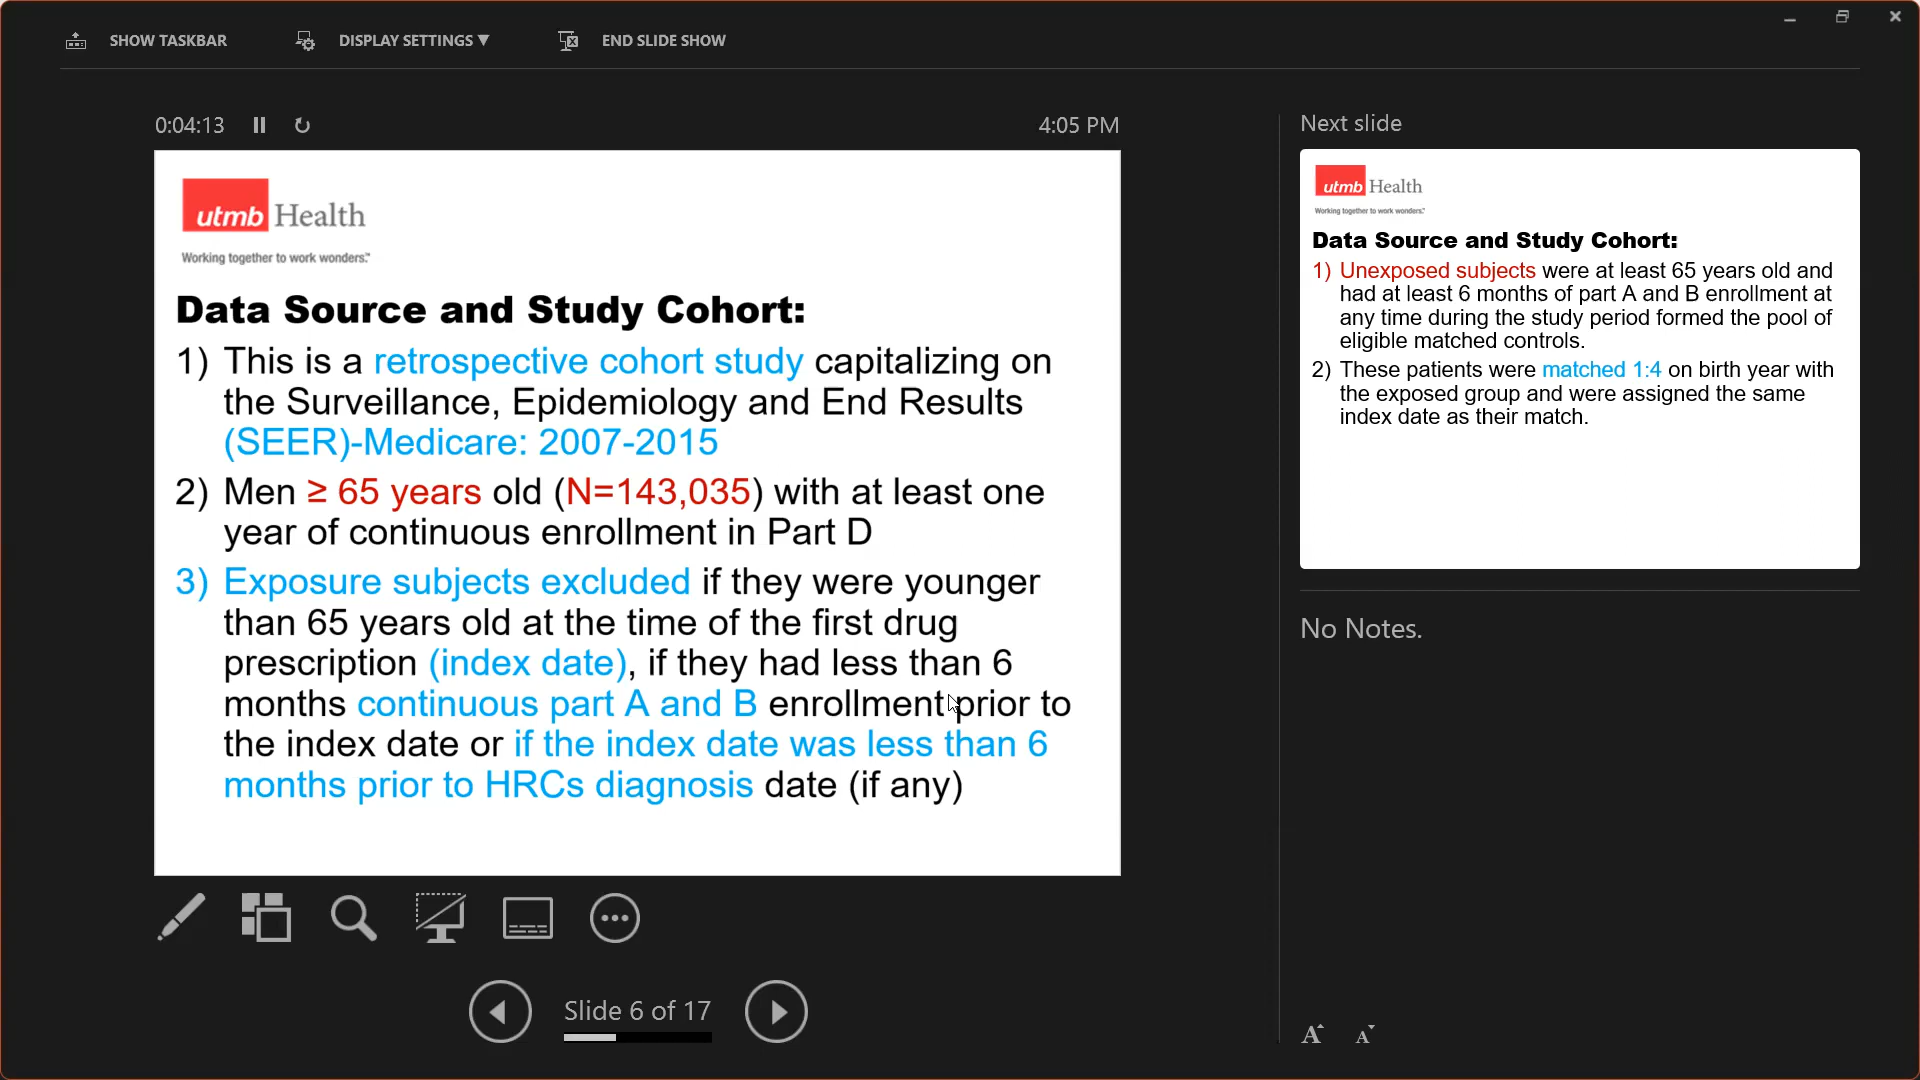 SHOW TASKBAR
DISPLAY SETTINGS ▼
END SLIDE SHOW
0:04:13
4:05 PM
utmb Health
Working together to work wonders.™
Data Source and Study Cohort:
1) This is a retrospective cohort study capitalizing on
the Surveillance, Epidemiology and End Results
(SEER)-Medicare: 2007-2015
2) Men ≥ 65 years old (N=143,035) with at least one
year of continuous enrollment in Part D
3) Exposure subjects excluded if they were younger
than 65 years old at the time of the first drug
prescription (index date), if they had less than 6
months continuous part A and B enrollment prior to
the index date or if the index date was less than 6
months prior to HRCs diagnosis date (if any)
Slide 6 of 17
Next slide
utmb Health
Working together to work wonders.™
Data Source and Study Cohort:
1) Unexposed subjects were at least 65 years old and
had at least 6 months of part A and B enrollment at
any time during the study period formed the pool of
eligible matched controls.
2) These patients were matched 1:4 on birth year with
the exposed group and were assigned the same
index date as their match.
No Notes.
A A